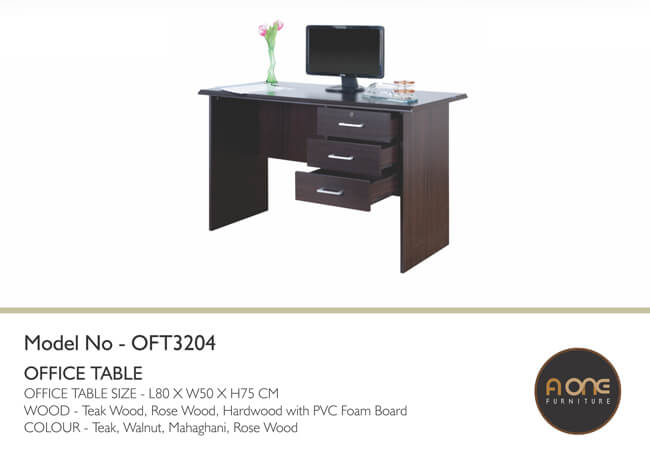 Model No - OFT3204
OFFICE TABLE
OFFICE TABLE SIZE - L80 X W50 X H75 CM
WOOD - Teak Wood, Rose Wood, Hardwood with PVC Foam Board
COLOUR - Teak, Walnut, Mahaghani, Rose Wood
A ONE
FURNITURE